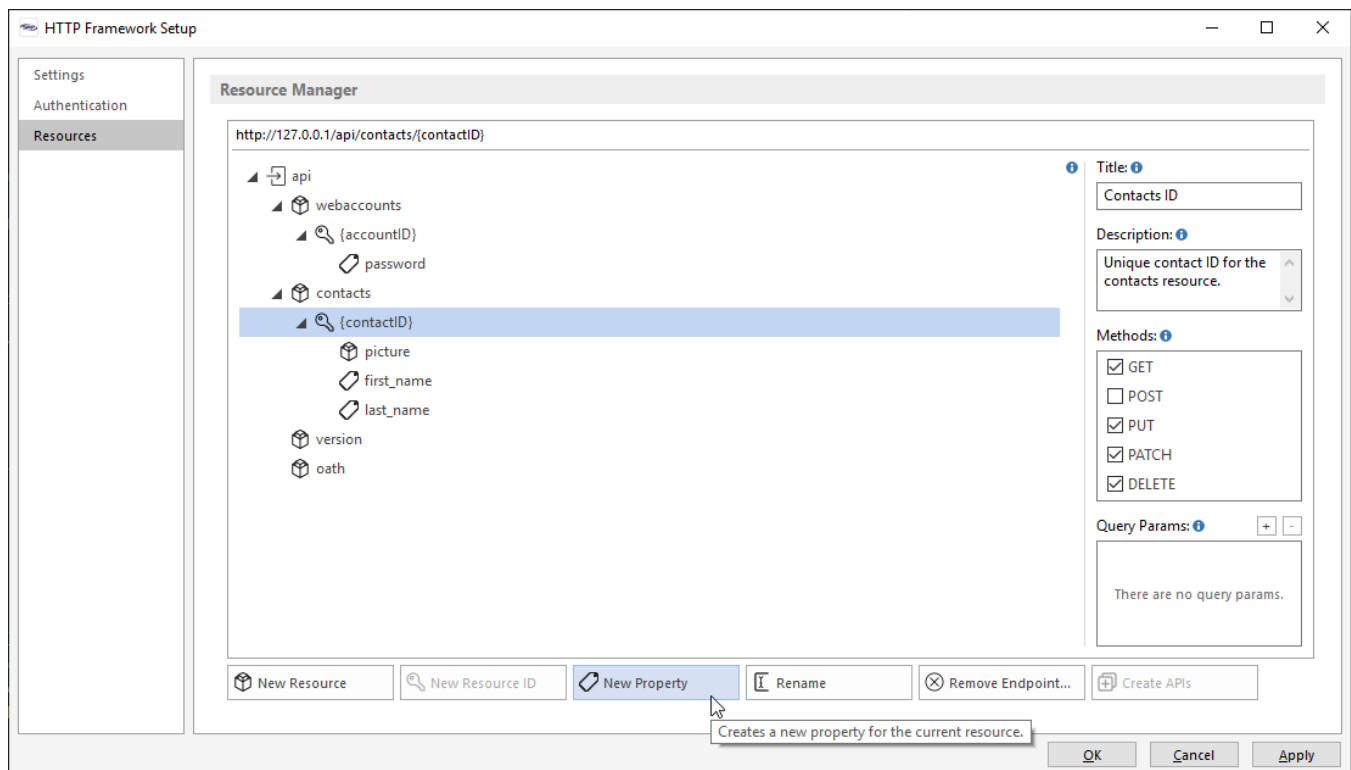 HTTP Framework Setup
Settings
Authentication
Resources
Resource Manager
http://127.0.0.1/api/contacts/{contactID}
api
webaccounts
{accountID}
password
contacts
{contactID}
picture
first_name
last_name
version
oath
Title:
Contacts ID
Description:
Unique contact ID for the
contacts resource.
Methods:
GET
POST
PUT
PATCH
DELETE
Query Params:
+ -
There are no query params.
New Resource
New Resource ID
New Property
Rename
Remove Endpoint...
Create APIs
Creates a new property for the current resource.
OK
Cancel
Apply